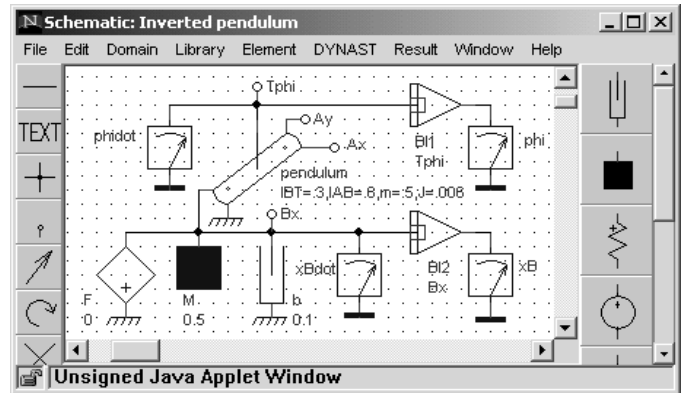 Schematic: Inverted pendulum
File Edit Domain Library Element DYNAST Result Window Help
TEXT
Tphi
phidot
Ay
Ax
BI1
Tphi
phi
pendulum
lBT=.3,lAB=.6,m=.5,J=.006
Bx
xBdot
BI2
Bx
xB
F
0
M
0.5
b
0.1
Unsigned Java Applet Window